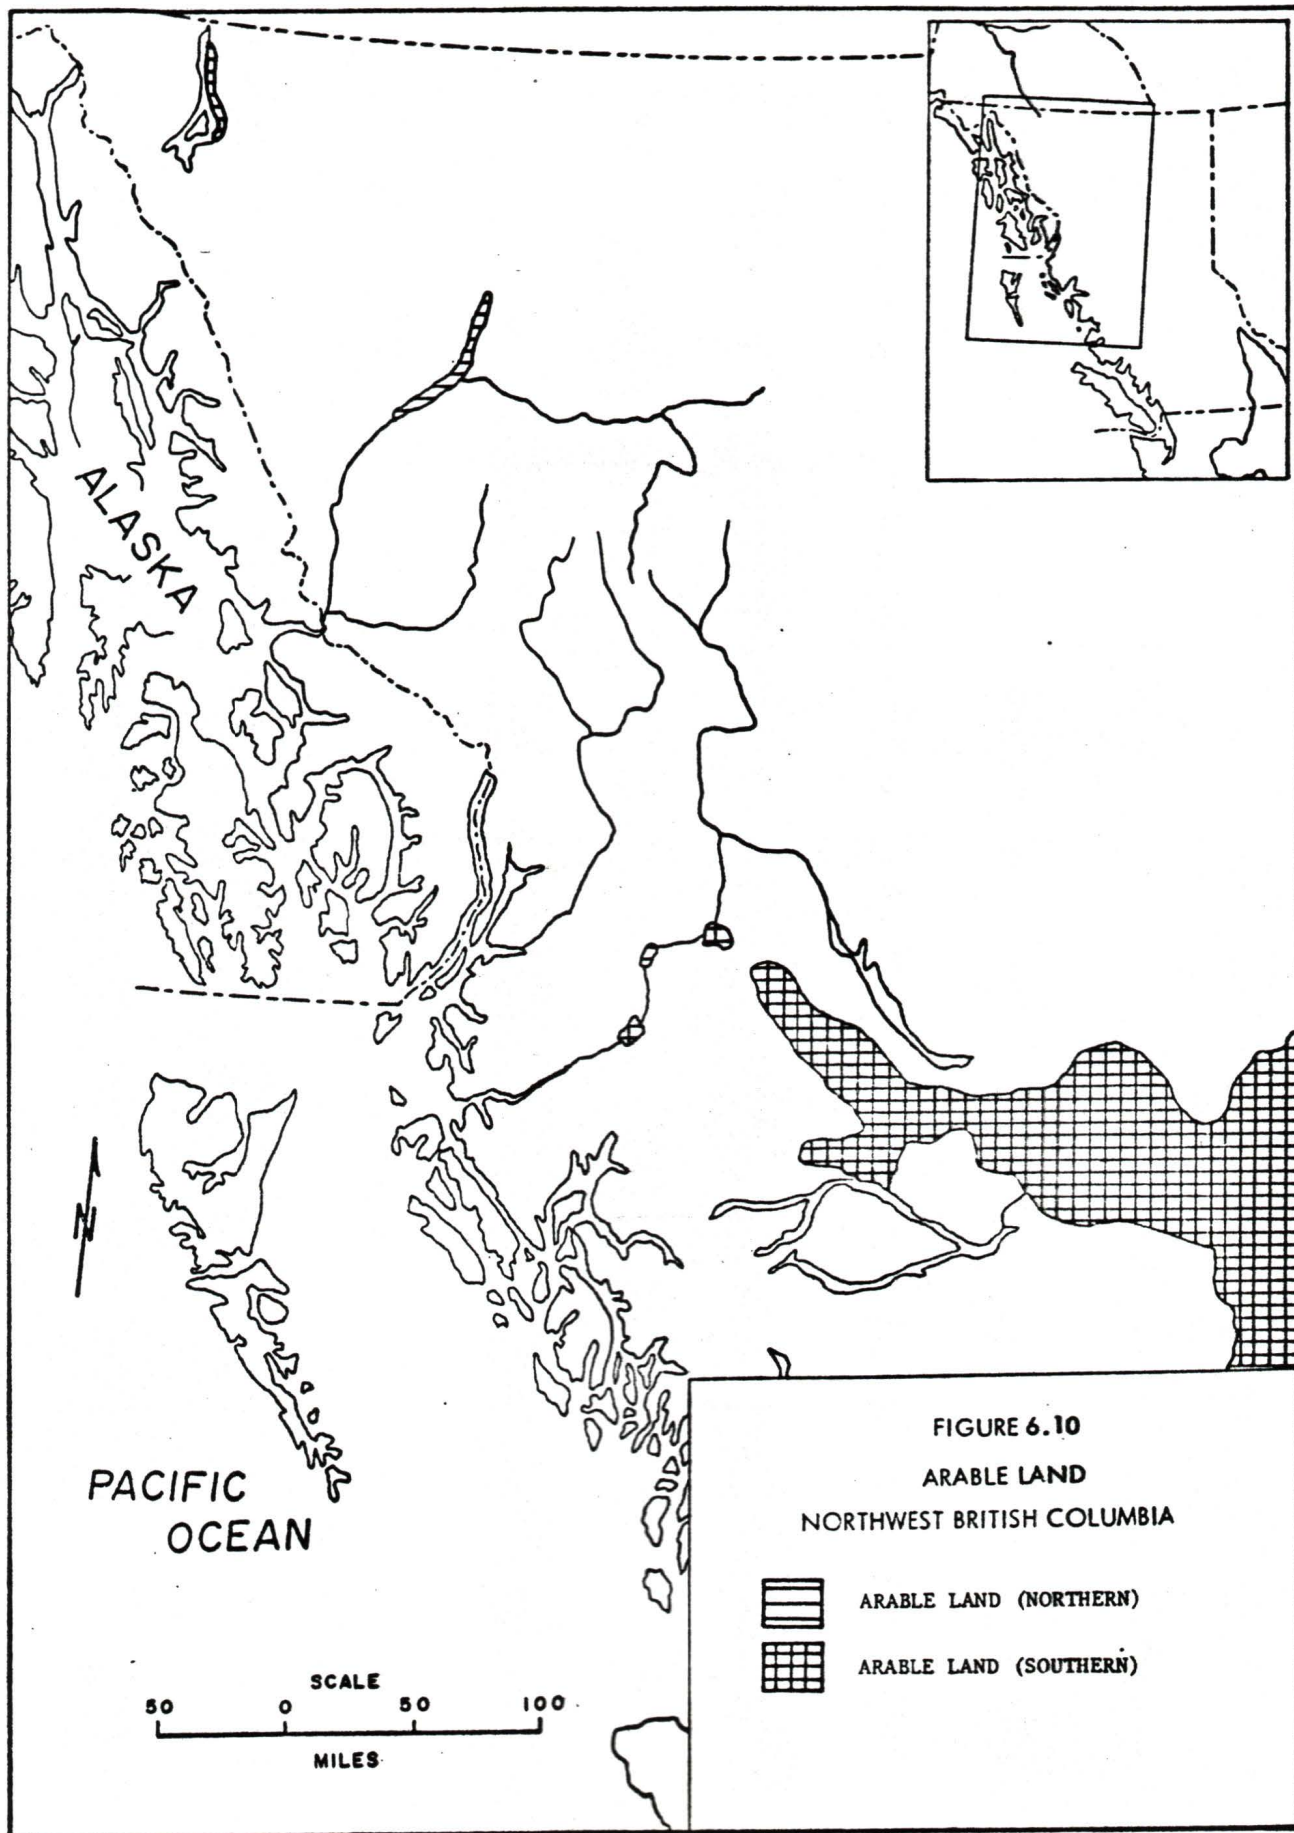 ALASKA
N
PACIFIC
OCEAN
SCALE
50 0 50 100
MILES
FIGURE 6.10
ARABLE LAND
NORTHWEST BRITISH COLUMBIA
ARABLE LAND (NORTHERN)
ARABLE LAND (SOUTHERN)